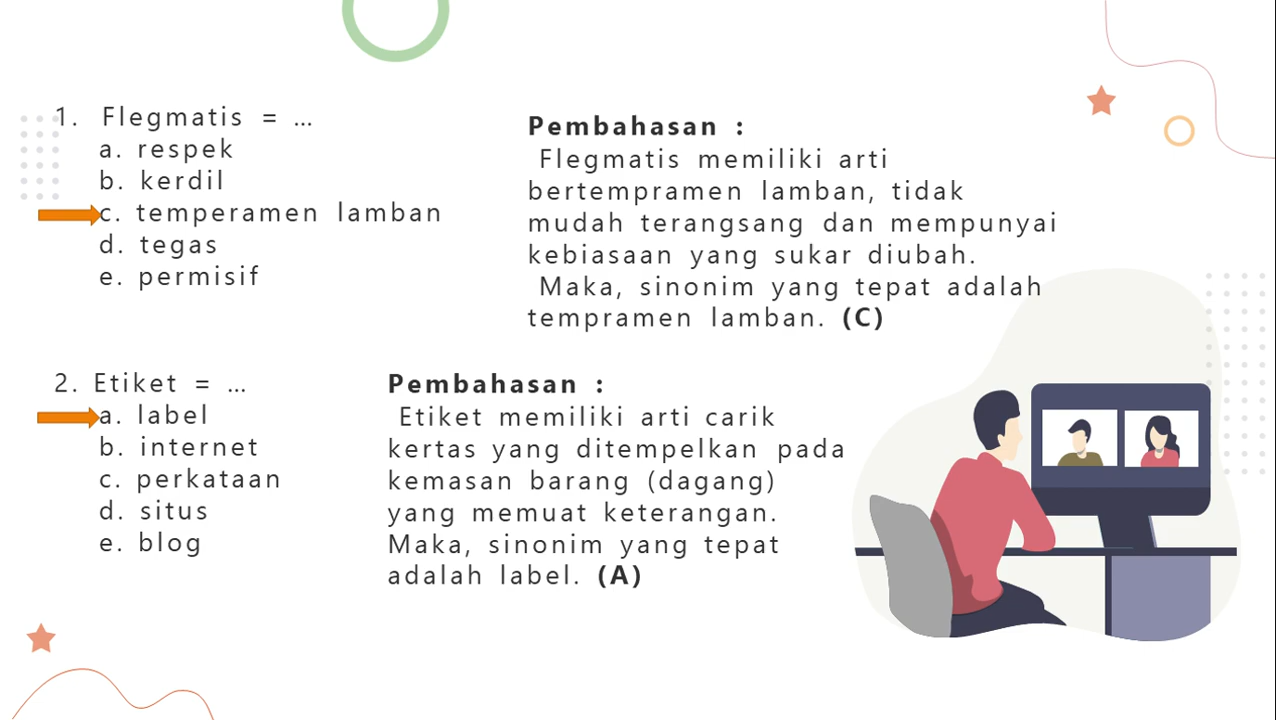 1. Flegmatis = ...
a. respek
b. kerdil
c. temperamen lamban
d. tegas
e. permisif
Pembahasan :
Flegmatis memiliki arti
bertempramen lamban, tidak
mudah terangsang dan mempunyai
kebiasaan yang sukar diubah.
Maka, sinonim yang tepat adalah
tempramen lamban. (C)
2. Etiket = ...
a. label
b. internet
c. perkataan
d. situs
e. blog
Pembahasan :
Etiket memiliki arti carik
kertas yang ditempelkan pada
kemasan barang (dagang)
yang memuat keterangan.
Maka, sinonim yang tepat
adalah label. (A)